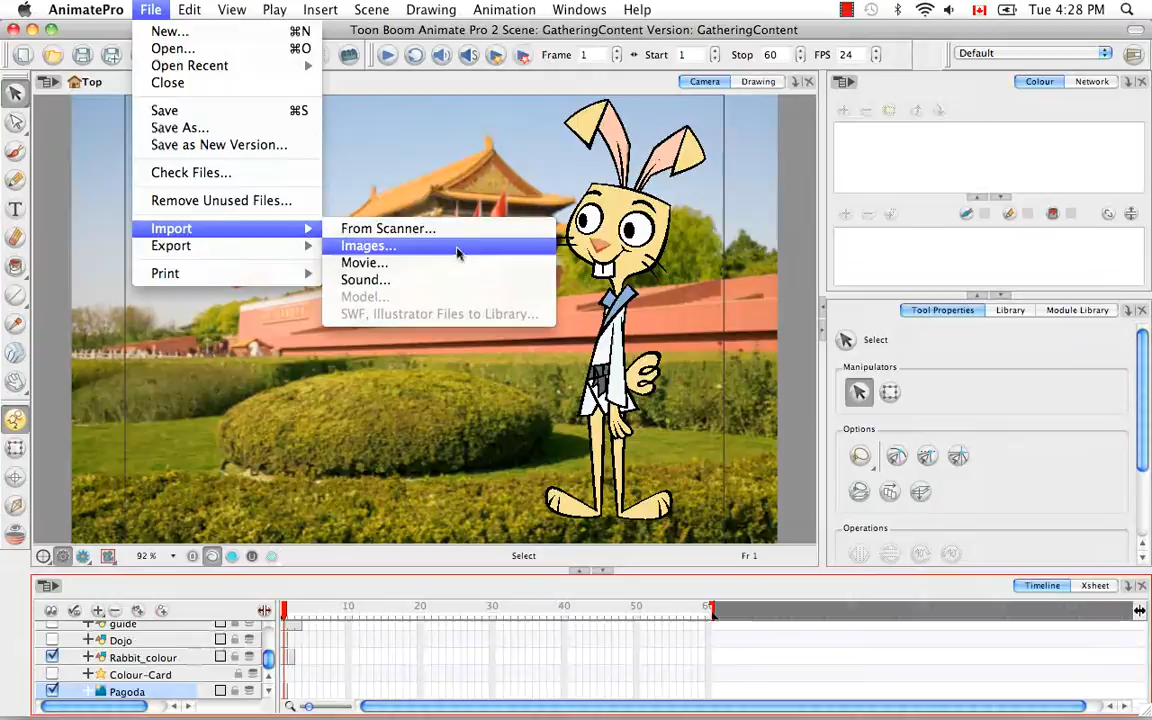 AnimatePro File Edit View Play Insert Scenes Drawing Animation Windows Help Tue 4:28 PM
Toon Boom Animate Pro 2 Scene: GatheringContent Version: GatheringContent
New... ⌘N
Open... ⌘O
Open Recent
Close
Save ⌘S
Save As...
Save as New Version...
Check Files...
Remove Unused Files...
Import
Export
Print
From Scanner...
Images...
Movie...
Sound...
Model...
SWF, Illustrator Files to Library...
Frame 1 Start 1 Stop 60 FPS 24 Default
Top Camera Drawing Colour Network
Tool Properties Library Module Library
Select
Manipulators
Options
Operations
92 % Select Fr 1
Timeline Xsheet
10 20 30 40 50
guide
Dojo
Rabbit_colour
Colour-Card
Pagoda